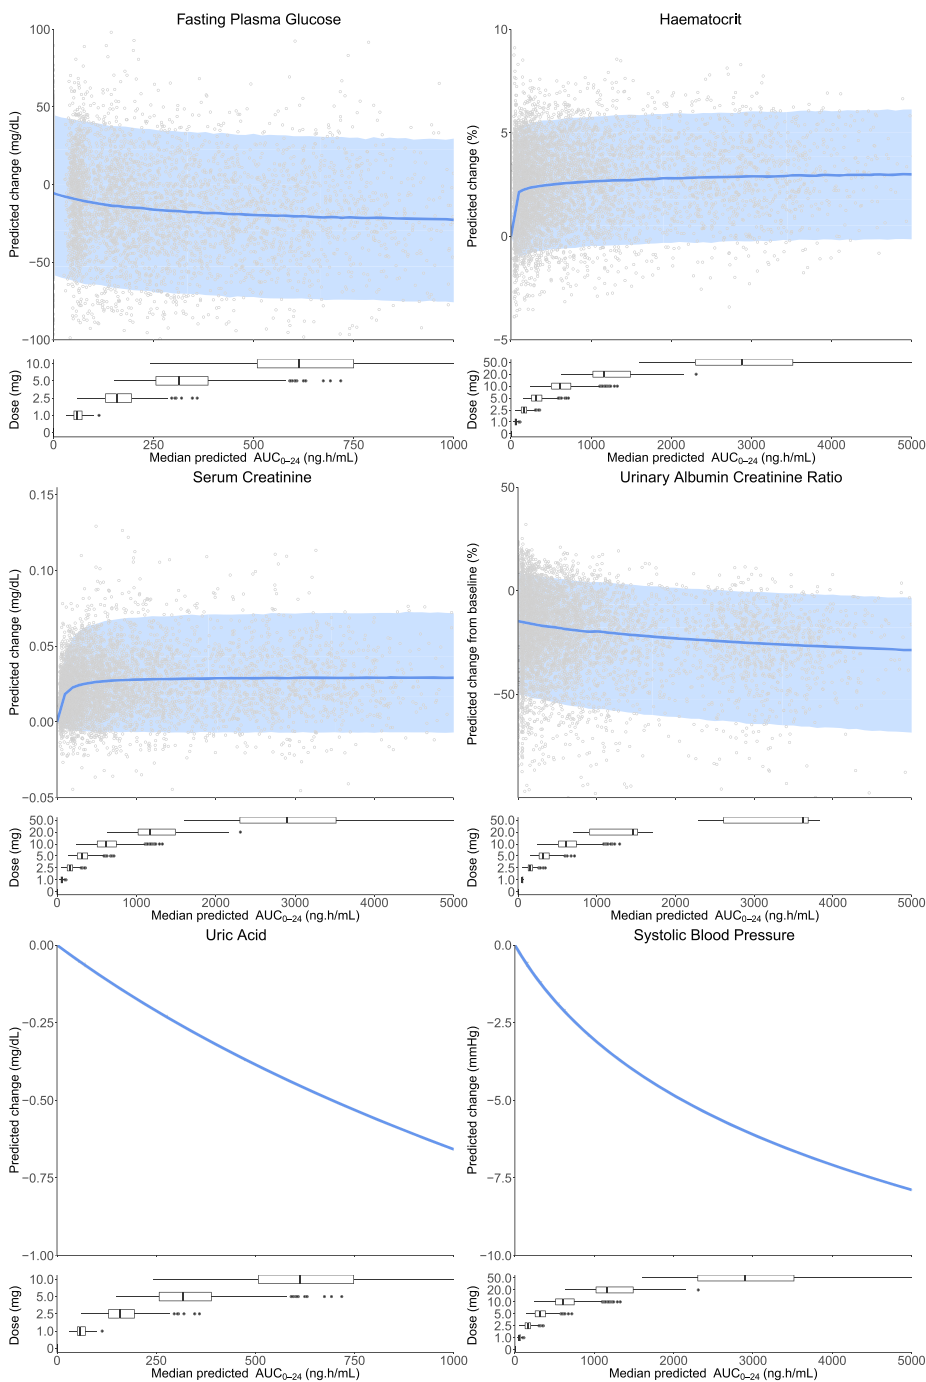 Fasting Plasma Glucose
Predicted change (mg/dL)
100
50
0
−50
−100
Dose (mg)
10.0
5.0
2.5
1.0
0
0 250 500 750 1000
Median predicted AUC0–24 (ng.h/mL)
Haematocrit
Predicted change (%)
10
5
0
−5
Dose (mg)
50.0
20.0
10.0
5.0
2.5
1.0
0
0 1000 2000 3000 4000 5000
Median predicted AUC0–24 (ng.h/mL)
Serum Creatinine
Predicted change (mg/dL)
0.15
0.10
0.05
0.00
−0.05
Dose (mg)
50.0
20.0
10.0
5.0
2.5
1.0
0
0 1000 2000 3000 4000 5000
Median predicted AUC0–24 (ng.h/mL)
Urinary Albumin Creatinine Ratio
Predicted change from baseline (%)
50
0
−50
Dose (mg)
50.0
20.0
10.0
5.0
2.5
1.0
0
0 1000 2000 3000 4000 5000
Median predicted AUC0–24 (ng.h/mL)
Uric Acid
Predicted change (mg/dL)
0.00
−0.25
−0.50
−0.75
−1.00
Dose (mg)
10.0
5.0
2.5
1.0
0
0 250 500 750 1000
Median predicted AUC0–24 (ng.h/mL)
Systolic Blood Pressure
Predicted change (mmHg)
0.0
−2.5
−5.0
−7.5
−10.0
Dose (mg)
50.0
20.0
10.0
5.0
2.5
1.0
0
0 1000 2000 3000 4000 5000
Median predicted AUC0–24 (ng.h/mL)